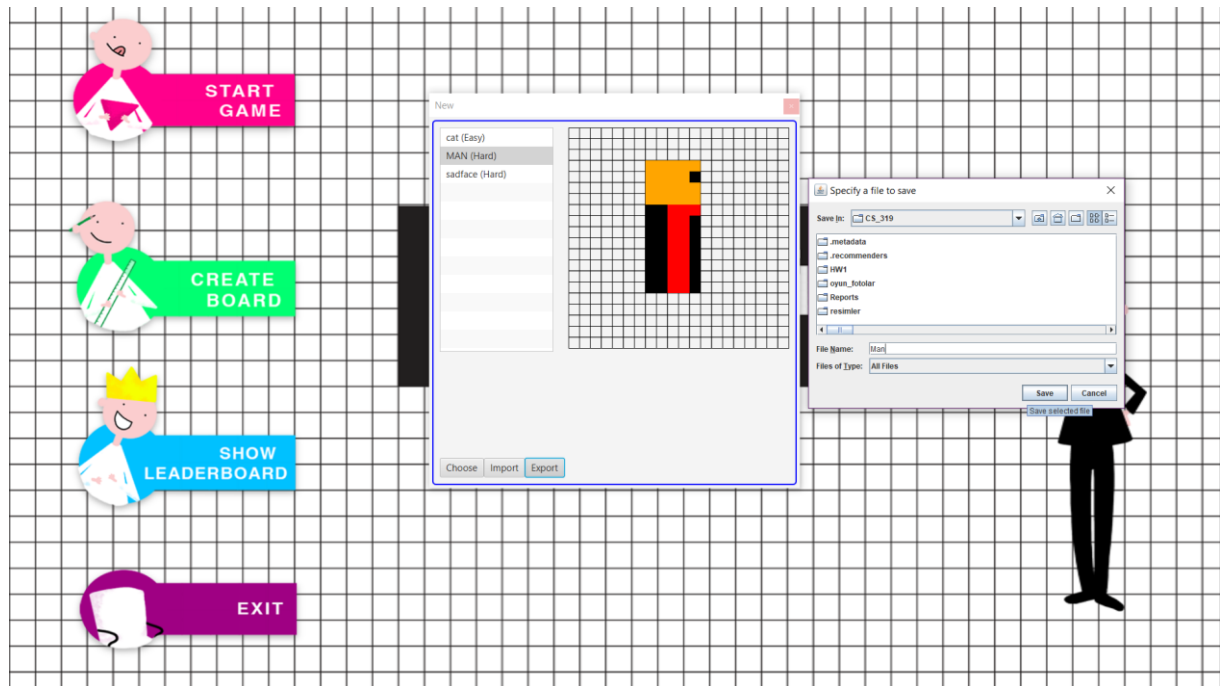 START
GAME
CREATE
BOARD
SHOW
LEADERBOARD
EXIT
New
cat (Easy)
MAN (Hard)
sadface (Hard)
Choose
Import
Export
Specify a file to save
Save In:
CS_319
.metadata
.recommenders
HW1
oyun_fotolar
Reports
resimler
File Name:
Man
Files of Type:
All Files
Save
Cancel
Save selected file